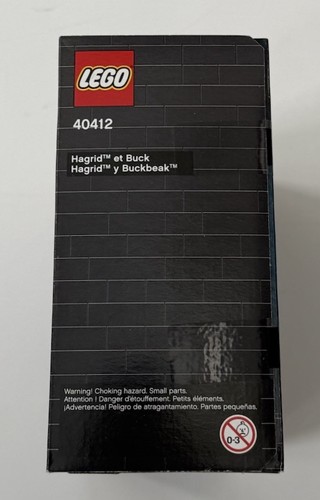 LEGO
40412
Hagrid™ et Buck
Hagrid™ y Buckbeak™
Warning! Choking hazard. Small parts.
Attention ! Danger d'étouffement. Petits éléments.
¡Advertencia! Peligro de atragantamiento. Partes pequeñas.
0-3